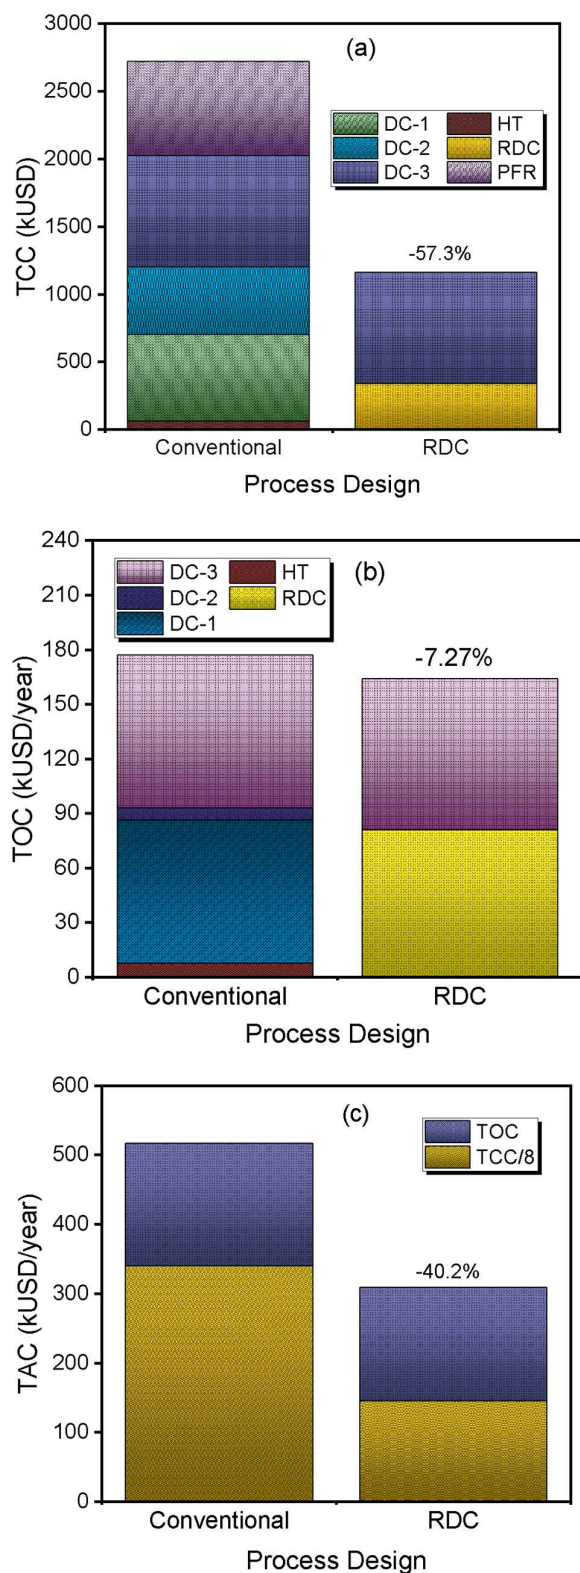 (a)
3000
2500
2000
1500
1000
500
0
TCC (kUSD)
DC-1 HT
DC-2 RDC
DC-3 PFR
-57.3%
Conventional RDC
Process Design
(b)
240
210
180
150
120
90
60
30
0
TOC (kUSD/year)
DC-3 HT
DC-2 RDC
DC-1
-7.27%
Conventional RDC
Process Design
(c)
600
500
400
300
200
100
0
TAC (kUSD/year)
TOC
TCC/8
-40.2%
Conventional RDC
Process Design